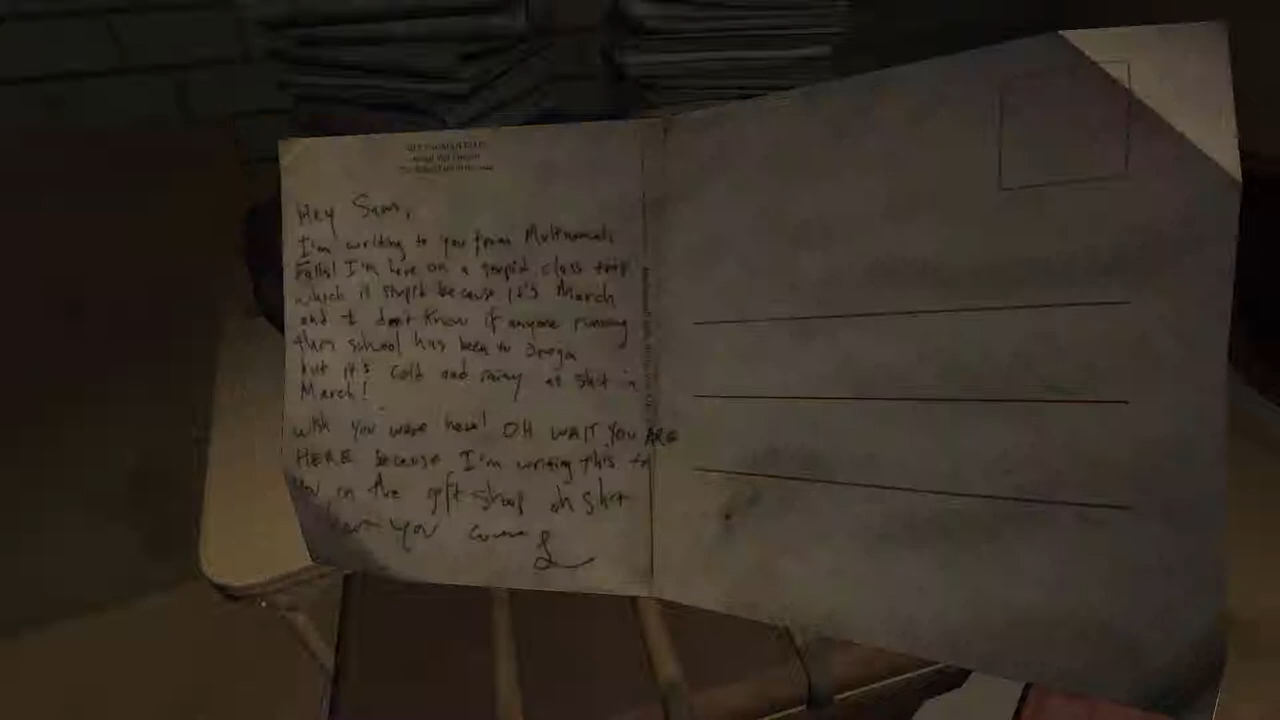 Hey Sam,
I'm writing to you from Multnomah
Falls! I'm here on a stupid class trip
which is stupid because it's March
and I don't know if anyone running
this school has been to Oregon
but it's cold and rainy as shit in
March!
Wish you were here! OH WAIT YOU ARE
HERE because I'm writing this to
you in the gift shop oh shit
here you come
L